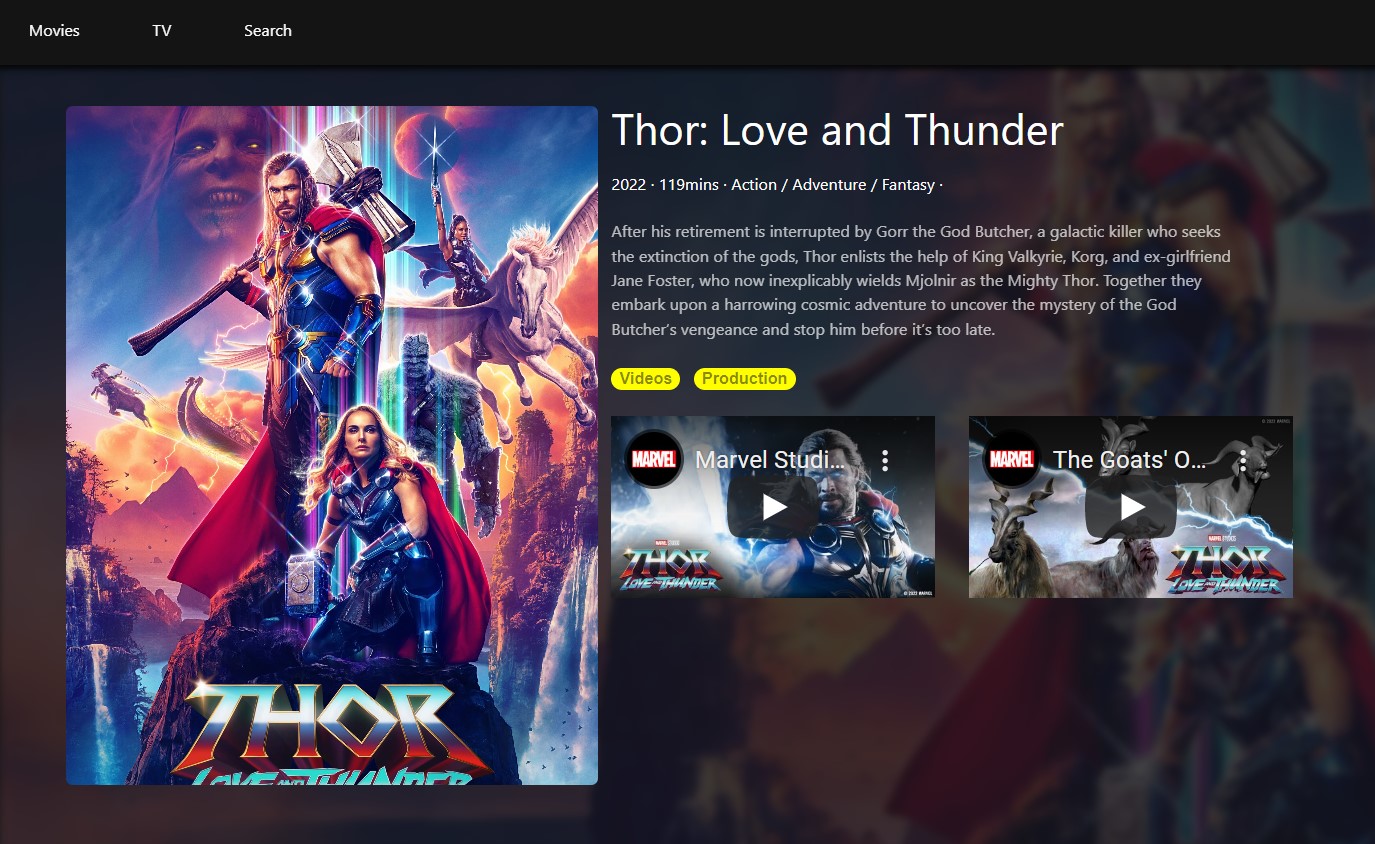 Movies
TV
Search
Thor: Love and Thunder
2022 · 119mins · Action / Adventure / Fantasy ·
After his retirement is interrupted by Gorr the God Butcher, a galactic killer who seeks
the extinction of the gods, Thor enlists the help of King Valkyrie, Korg, and ex-girlfriend
Jane Foster, who now inexplicably wields Mjolnir as the Mighty Thor. Together they
embark upon a harrowing cosmic adventure to uncover the mystery of the God
Butcher’s vengeance and stop him before it’s too late.
Videos
Production
MARVEL
Marvel Studi...
MARVEL STUDIOS
THOR
LOVE AND THUNDER
© 2022 MARVEL
MARVEL
The Goats' O...
© 2022 MARVEL
MARVEL STUDIOS
THOR
LOVE AND THUNDER
THOR
LOVE AND THUNDER